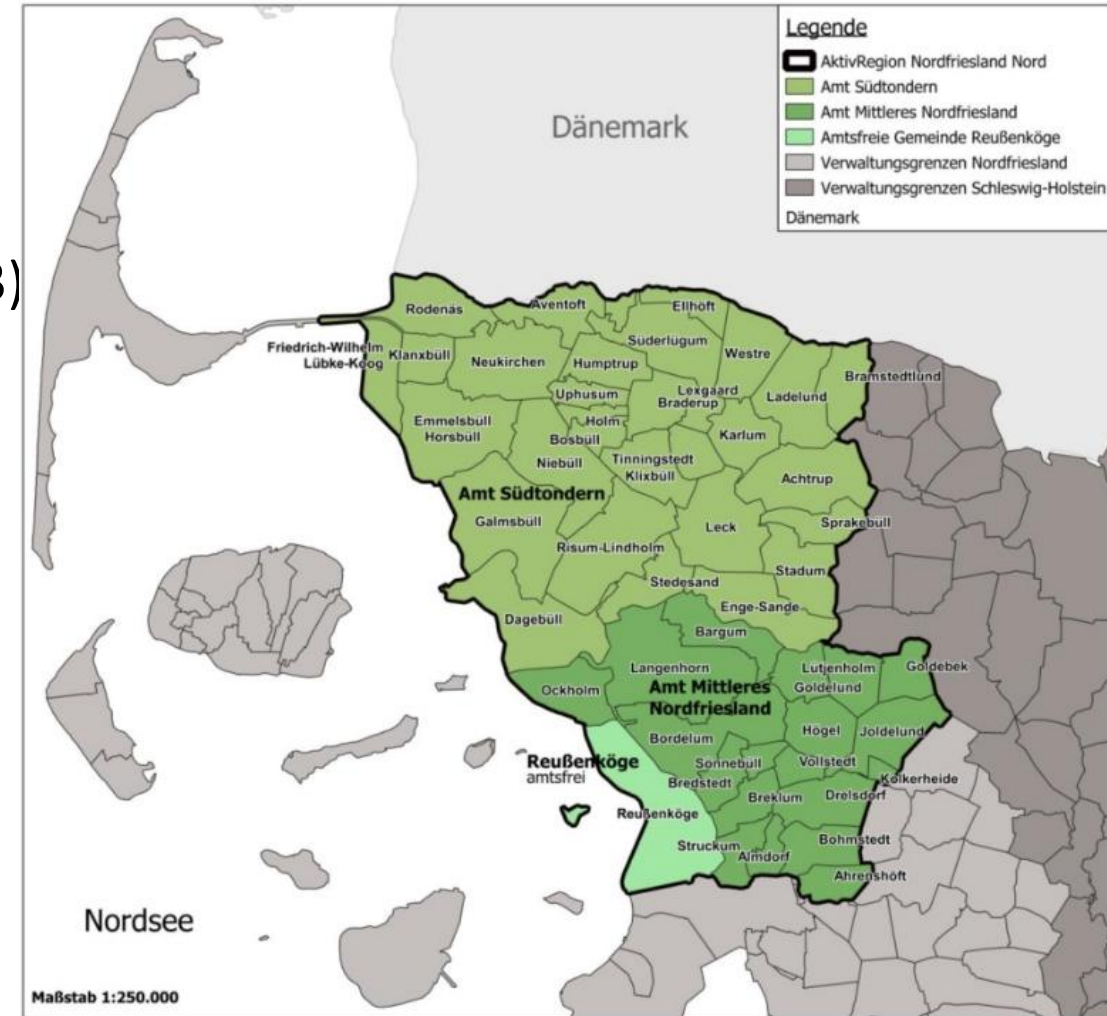 Legende
AktivRegion Nordfriesland Nord
Amt Südtondern
Amt Mittleres Nordfriesland
Amtsfreie Gemeinde Reußenköge
Verwaltungsgrenzen Nordfriesland
Verwaltungsgrenzen Schleswig-Holstein
Dänemark
Dänemark
3)
Rodenäs
Aventoft
Ellhöft
Friedrich-Wilhelm
Lübke-Koog
Klanxbüll
Neukirchen
Humptrup
Süderlügum
Westre
Bramstedtlund
Uphusum
Lexgaard
Braderup
Ladelund
Emmelsbüll
Horsbüll
Holm
Bosbüll
Karlum
Niebüll
Tinningstedt
Klixbüll
Achtrup
Amt Südtondern
Galmsbüll
Leck
Sprakebüll
Risum-Lindholm
Stadum
Stedesand
Enge-Sande
Dagebüll
Bargum
Langenhorn
Lütjenholm
Goldebek
Goldelund
Ockholm
Amt Mittleres
Nordfriesland
Högel
Joldelund
Bordelum
Sönnebüll
Vollstedt
Reußenköge
amtsfrei
Bredstedt
Kolkerheide
Breklum
Drelsdorf
Reußenköge
Struckum
Almdorf
Bohmstedt
Ahrenshöft
Nordsee
Maßstab 1:250.000